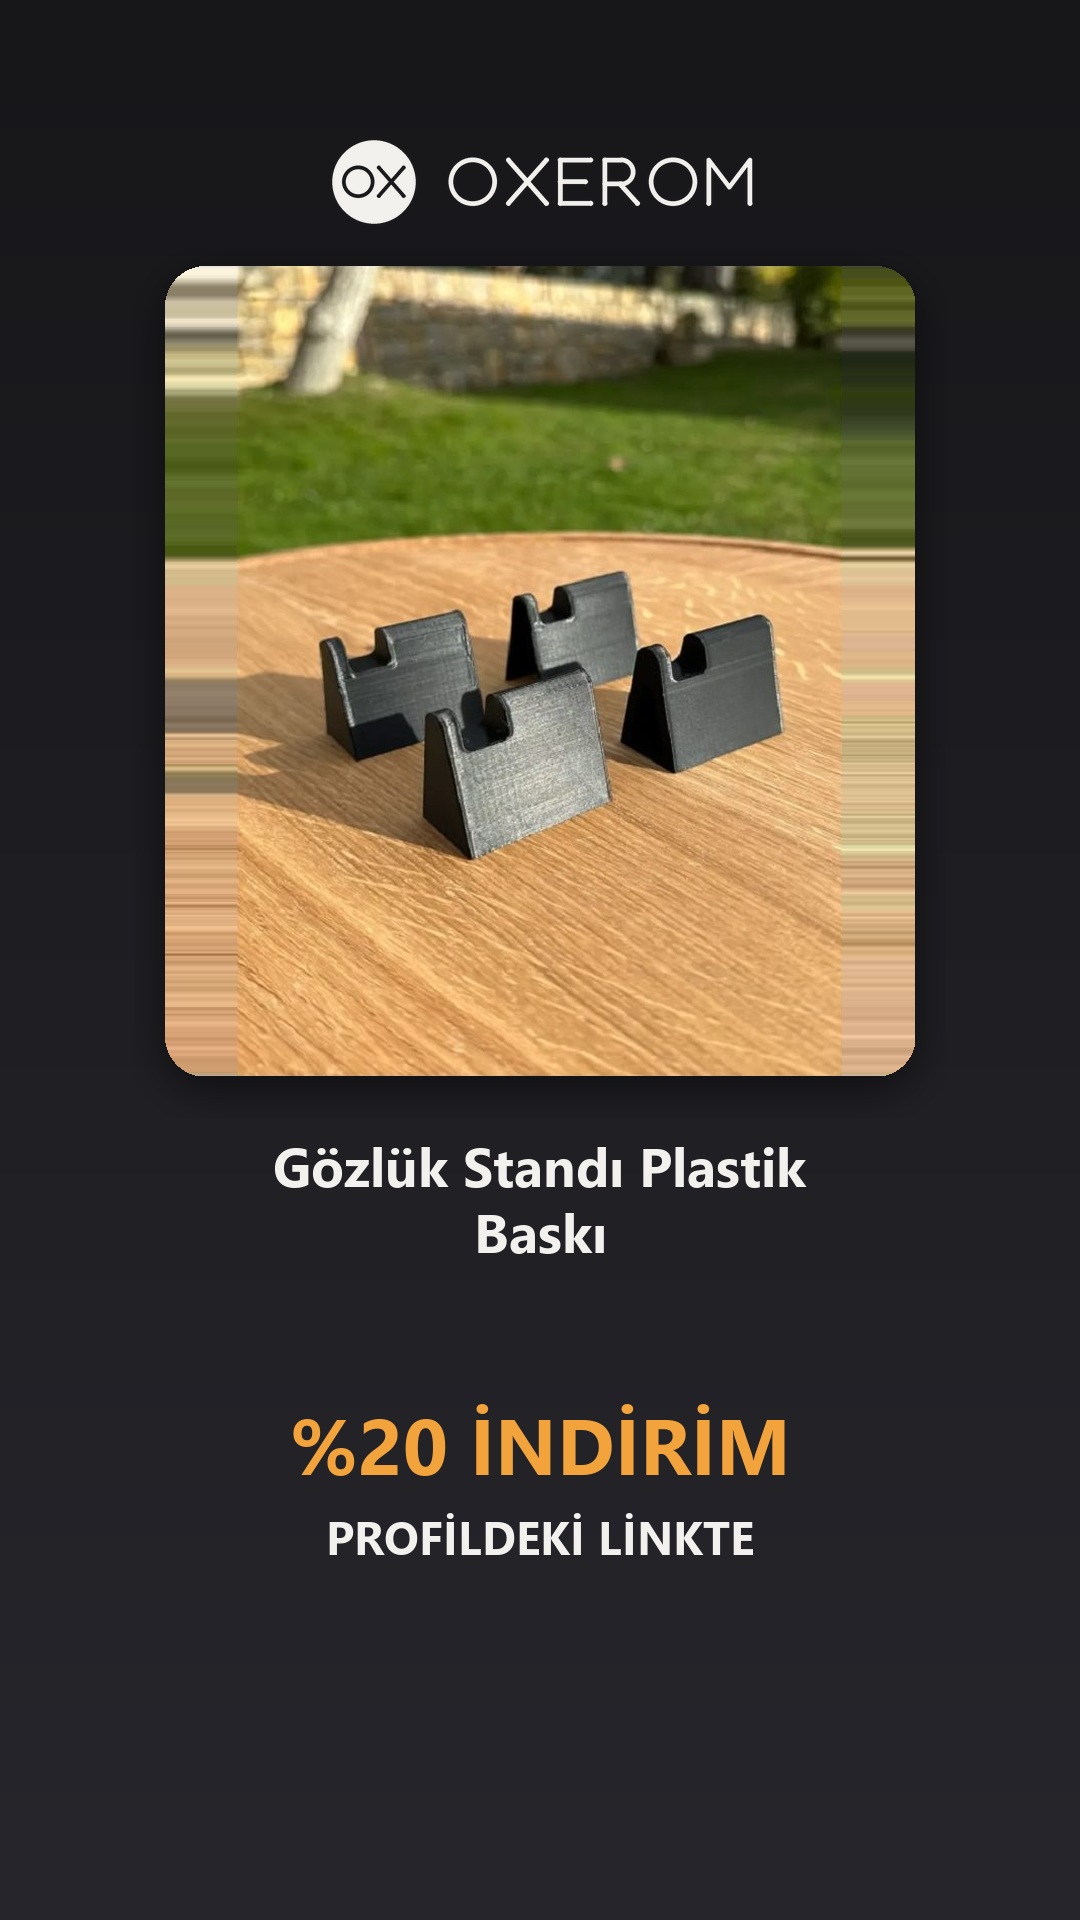 OX OXEROM
Gözlük Standı Plastik
Baskı
%20 İNDİRİM
PROFİLDEKİ LİNKTE